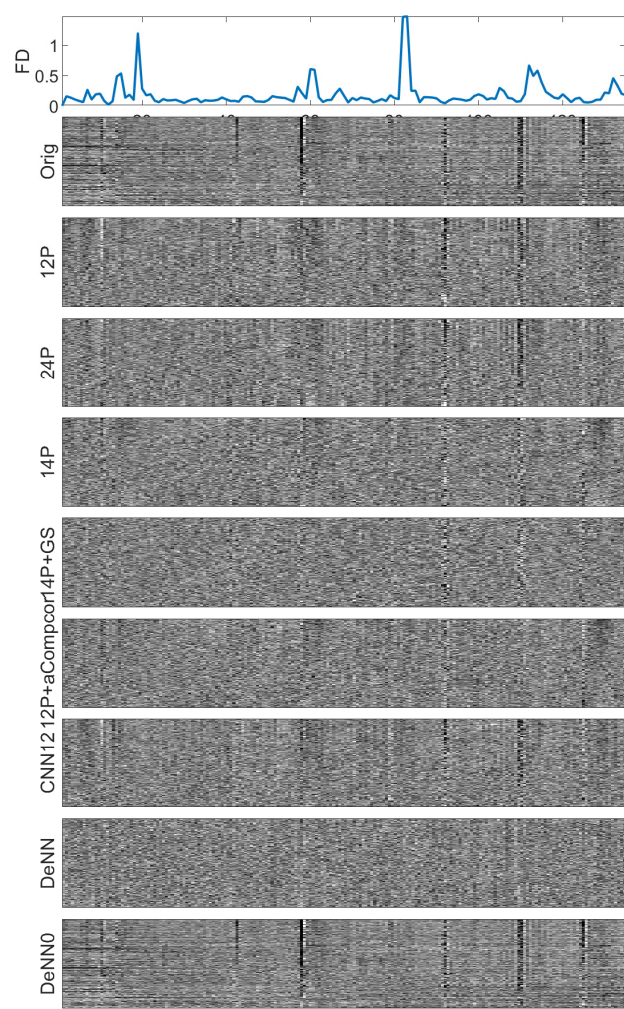 FD
1
0.5
0
Orig
12P
24P
14P
14P+GS
12P+aCompcor
CNN12
DeNN
DeNN0